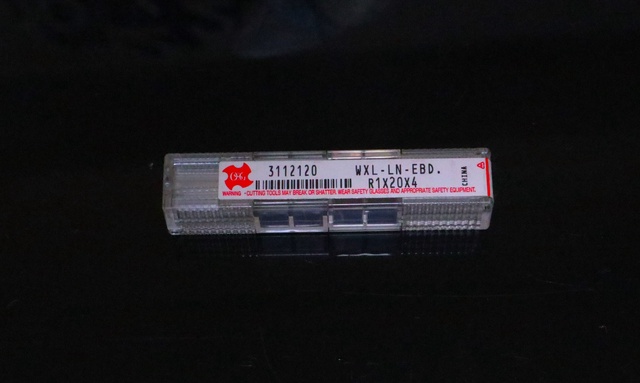 OSG 3112120 WXL-LN-EBD.
R1X20X4
WARNING - CUTTING TOOLS MAY BREAK OR SHATTER. WEAR SAFETY GLASSES AND APPROPRIATE SAFETY EQUIPMENT.
CHINA